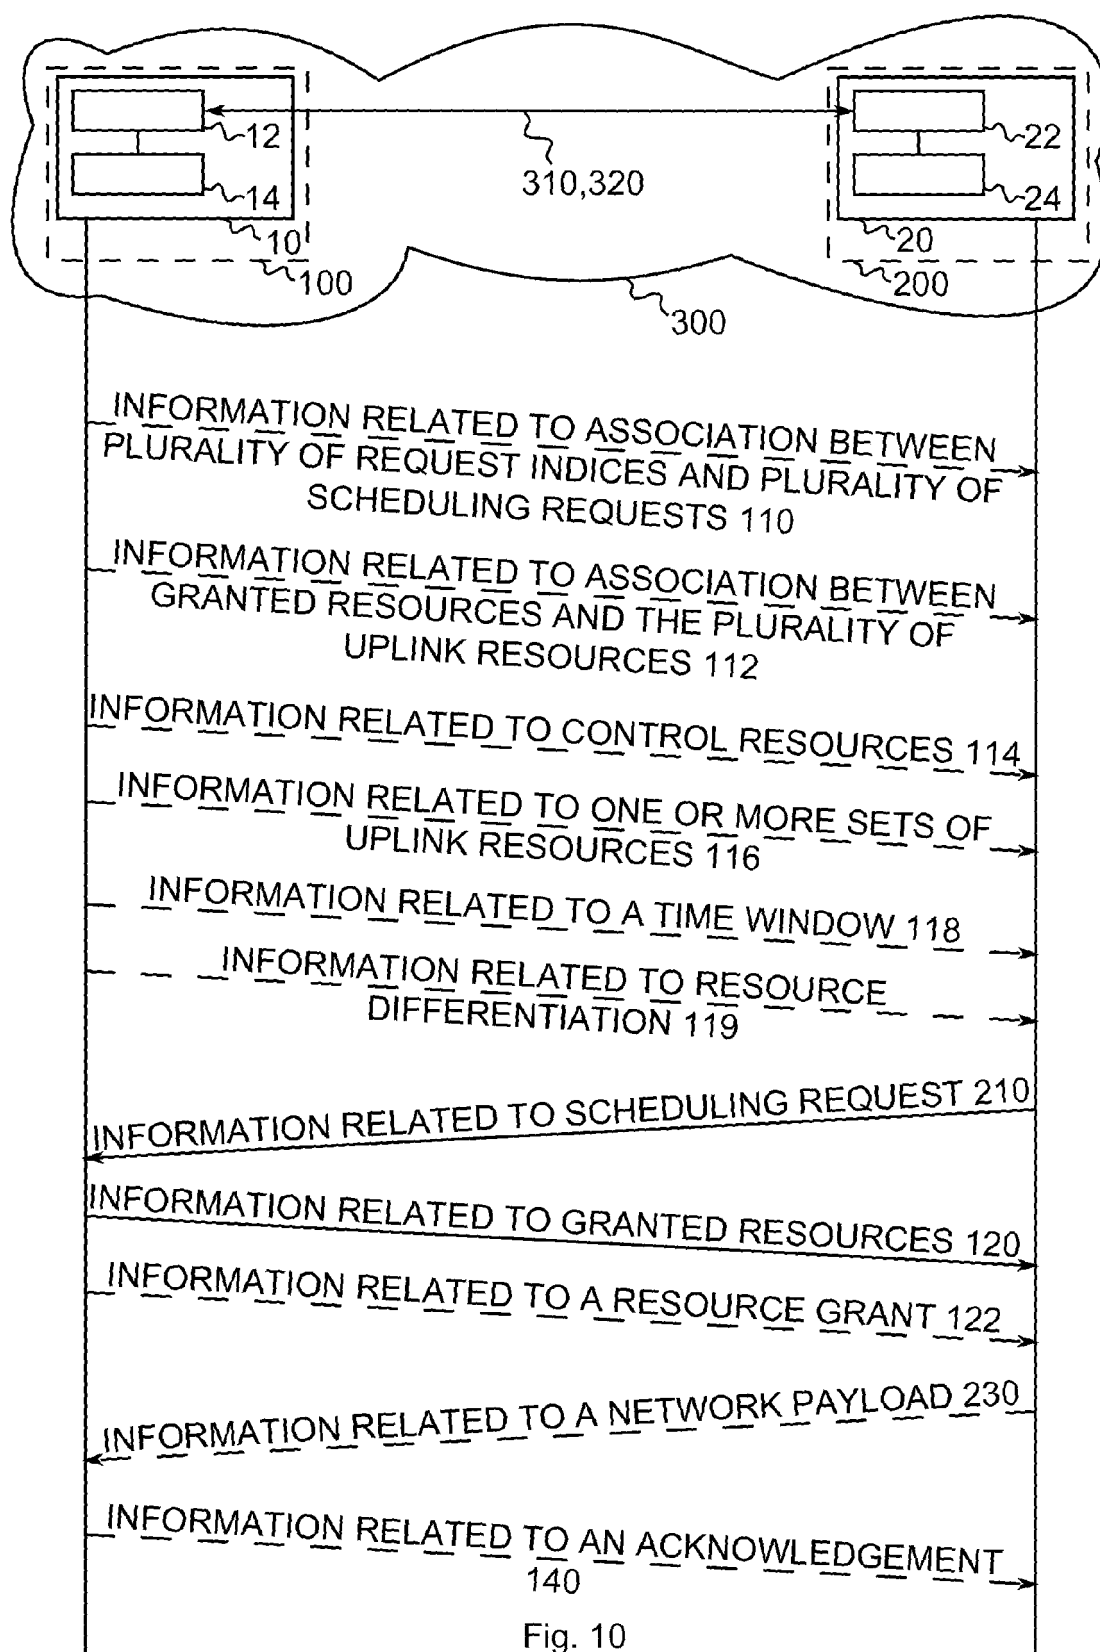 12
22
310,320
14
24
10
20
100
200
300
INFORMATION RELATED TO ASSOCIATION BETWEEN
PLURALITY OF REQUEST INDICES AND PLURALITY OF
SCHEDULING REQUESTS 110
INFORMATION RELATED TO ASSOCIATION BETWEEN
GRANTED RESOURCES AND THE PLURALITY OF
UPLINK RESOURCES 112
INFORMATION RELATED TO CONTROL RESOURCES 114
INFORMATION RELATED TO ONE OR MORE SETS OF
UPLINK RESOURCES 116
INFORMATION RELATED TO A TIME WINDOW 118
INFORMATION RELATED TO RESOURCE
DIFFERENTIATION 119
INFORMATION RELATED TO SCHEDULING REQUEST 210
INFORMATION RELATED TO GRANTED RESOURCES 120
INFORMATION RELATED TO A RESOURCE GRANT 122
INFORMATION RELATED TO A NETWORK PAYLOAD 230
INFORMATION RELATED TO AN ACKNOWLEDGEMENT
140
Fig. 10